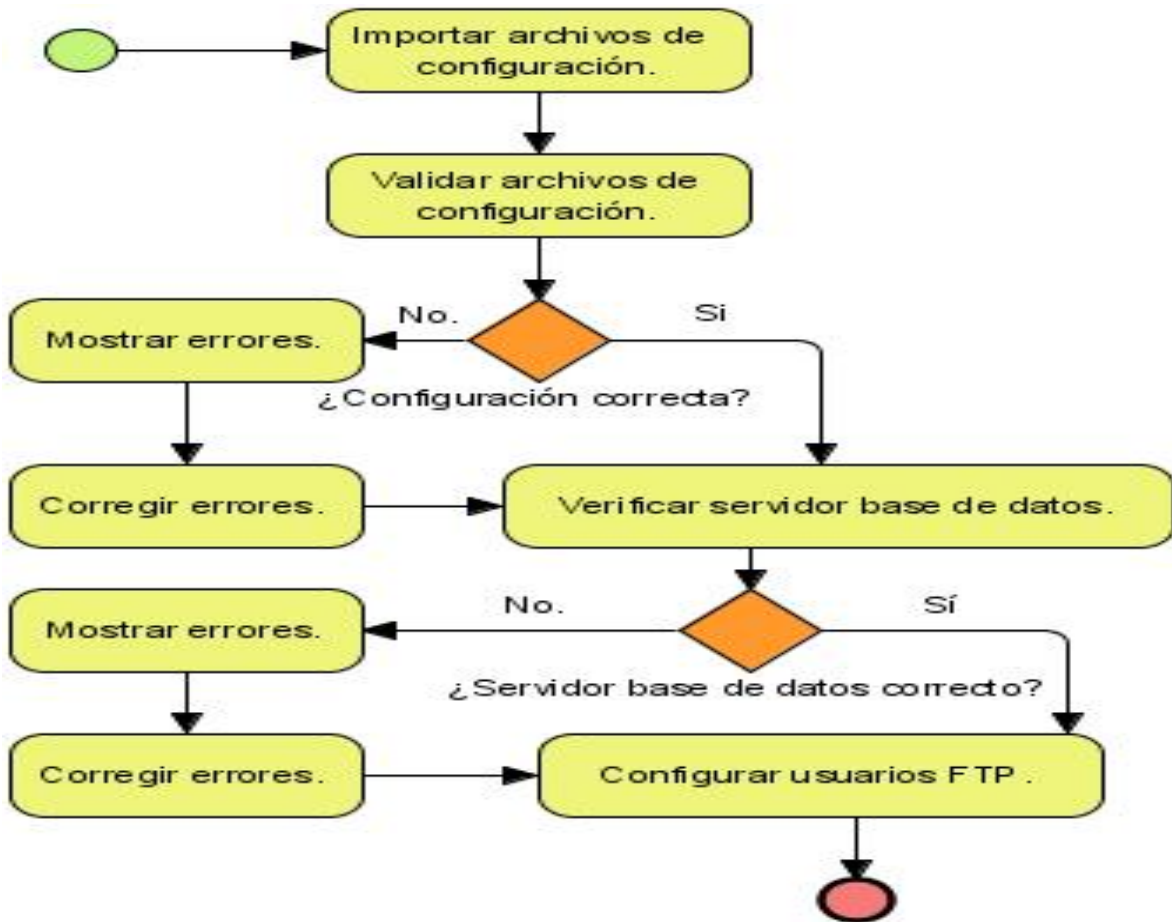 Importar archivos de
configuración.
Validar archivos de
configuración.
No.
Si
Mostrar errores.
¿Configuración correcta?
Corregir errores.
Verificar servidor base de datos.
No.
Sí
Mostrar errores.
¿Servidor base de datos correcto?
Corregir errores.
Configurar usuarios FTP.